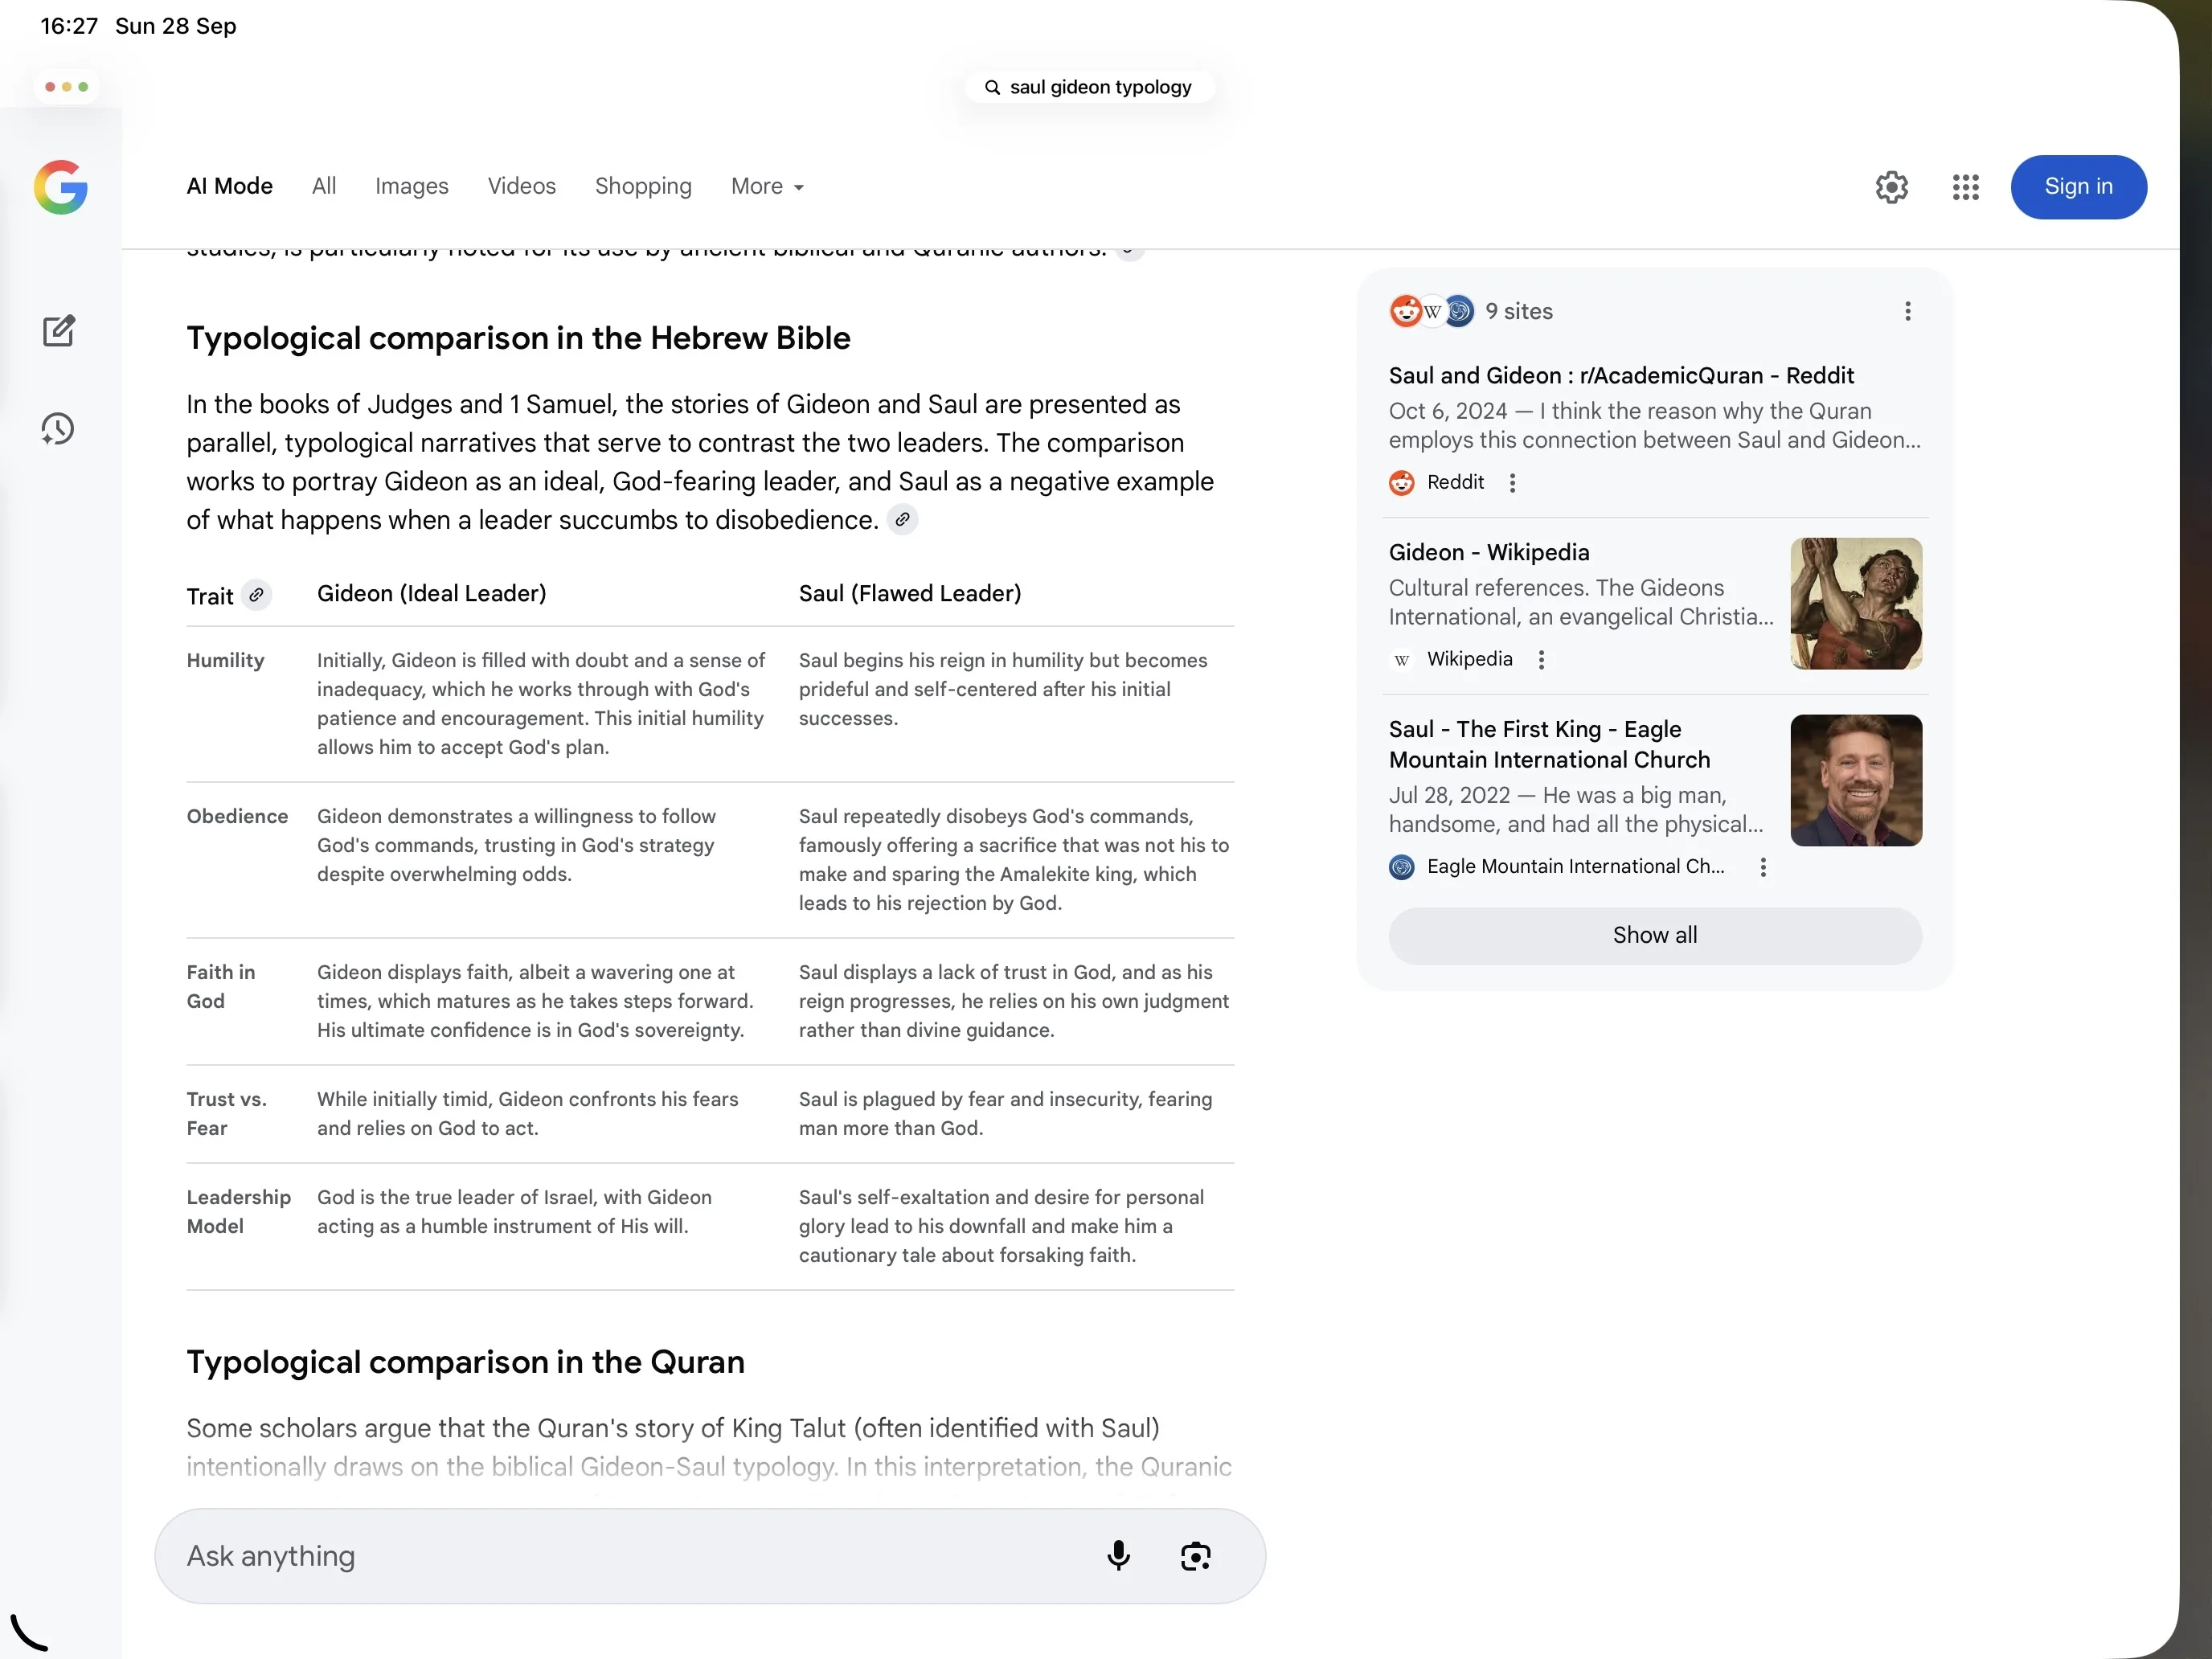 16:27 Sun 28 Sep
saul gideon typology
AI Mode All Images Videos Shopping More
Sign in
studies, is particularly noted for its use by ancient biblical and Quranic authors.
Typological comparison in the Hebrew Bible
In the books of Judges and 1 Samuel, the stories of Gideon and Saul are presented as
parallel, typological narratives that serve to contrast the two leaders. The comparison
works to portray Gideon as an ideal, God-fearing leader, and Saul as a negative example
of what happens when a leader succumbs to disobedience.
Trait Gideon (Ideal Leader) Saul (Flawed Leader)
Humility
Initially, Gideon is filled with doubt and a sense of
inadequacy, which he works through with God's
patience and encouragement. This initial humility
allows him to accept God's plan.
Saul begins his reign in humility but becomes
prideful and self-centered after his initial
successes.
Obedience
Gideon demonstrates a willingness to follow
God's commands, trusting in God's strategy
despite overwhelming odds.
Saul repeatedly disobeys God's commands,
famously offering a sacrifice that was not his to
make and sparing the Amalekite king, which
leads to his rejection by God.
Faith in
God
Gideon displays faith, albeit a wavering one at
times, which matures as he takes steps forward.
His ultimate confidence is in God's sovereignty.
Saul displays a lack of trust in God, and as his
reign progresses, he relies on his own judgment
rather than divine guidance.
Trust vs.
Fear
While initially timid, Gideon confronts his fears
and relies on God to act.
Saul is plagued by fear and insecurity, fearing
man more than God.
Leadership
Model
God is the true leader of Israel, with Gideon
acting as a humble instrument of His will.
Saul's self-exaltation and desire for personal
glory lead to his downfall and make him a
cautionary tale about forsaking faith.
Typological comparison in the Quran
Some scholars argue that the Quran's story of King Talut (often identified with Saul)
intentionally draws on the biblical Gideon-Saul typology. In this interpretation, the Quranic
Ask anything
W 9 sites
Saul and Gideon : r/AcademicQuran - Reddit
Oct 6, 2024 — I think the reason why the Quran
employs this connection between Saul and Gideon...
Reddit
Gideon - Wikipedia
Cultural references. The Gideons
International, an evangelical Christia...
W Wikipedia
Saul - The First King - Eagle
Mountain International Church
Jul 28, 2022 — He was a big man,
handsome, and had all the physical...
Eagle Mountain International Ch...
Show all